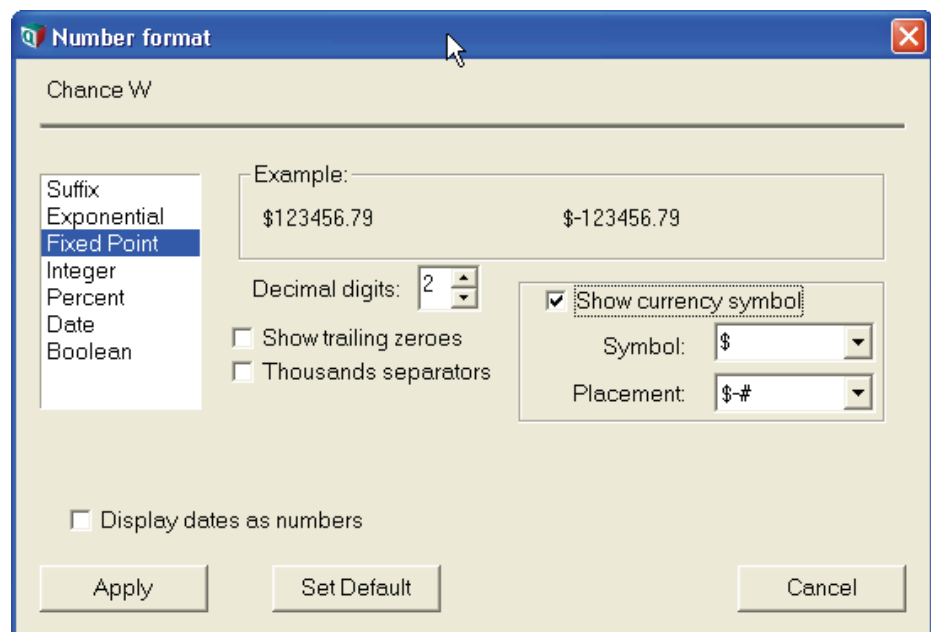 Number format
Chance W
Suffix
Exponential
Fixed Point
Integer
Percent
Date
Boolean
Example:
$123456.79 $-123456.79
Decimal digits: 2
Show trailing zeroes
Thousands separators
Show currency symbol
Symbol: $
Placement: $-#
Display dates as numbers
Apply Set Default Cancel